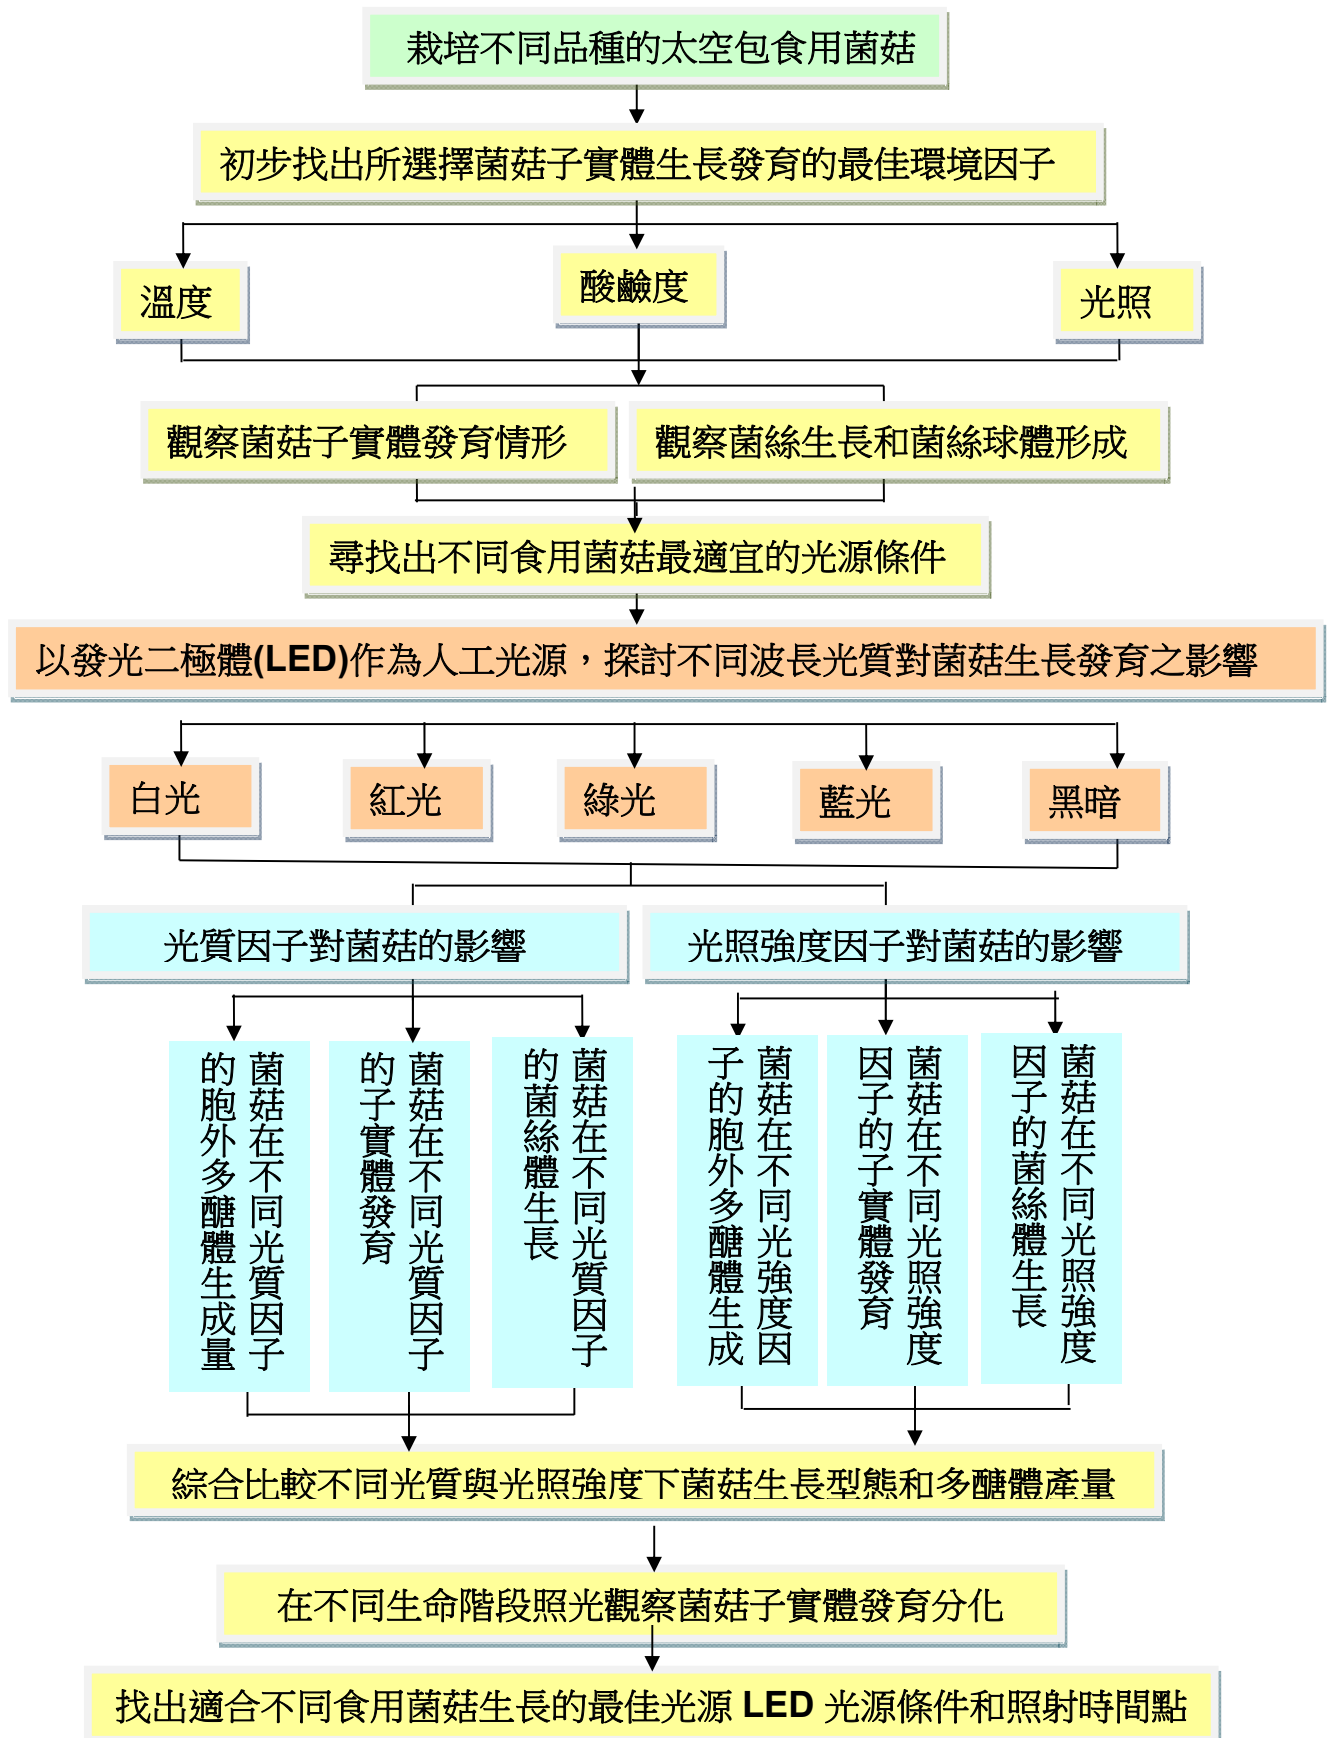 栽培不同品種的太空包食用菌菇
初步找出所選擇菌菇子實體生長發育的最佳環境因子
溫度
酸鹼度
光照
觀察菌菇子實體發育情形
觀察菌絲生長和菌絲球體形成
尋找出不同食用菌菇最適宜的光源條件
以發光二極體(LED)作為人工光源，探討不同波長光質對菌菇生長發育之影響
白光
紅光
綠光
藍光
黑暗
光質因子對菌菇的影響
光照強度因子對菌菇的影響
菌菇在不同光質因子
的胞外多醣體生成量
菌菇在不同光質因子
的子實體發育
菌菇在不同光質因子
的菌絲體生長
菌菇在不同光強度因
子的胞外多醣體生成
菌菇在不同光照強度
因子的子實體發育
菌菇在不同光照強度
因子的菌絲體生長
綜合比較不同光質與光照強度下菌菇生長型態和多醣體產量
在不同生命階段照光觀察菌菇子實體發育分化
找出適合不同食用菌菇生長的最佳光源 LED 光源條件和照射時間點